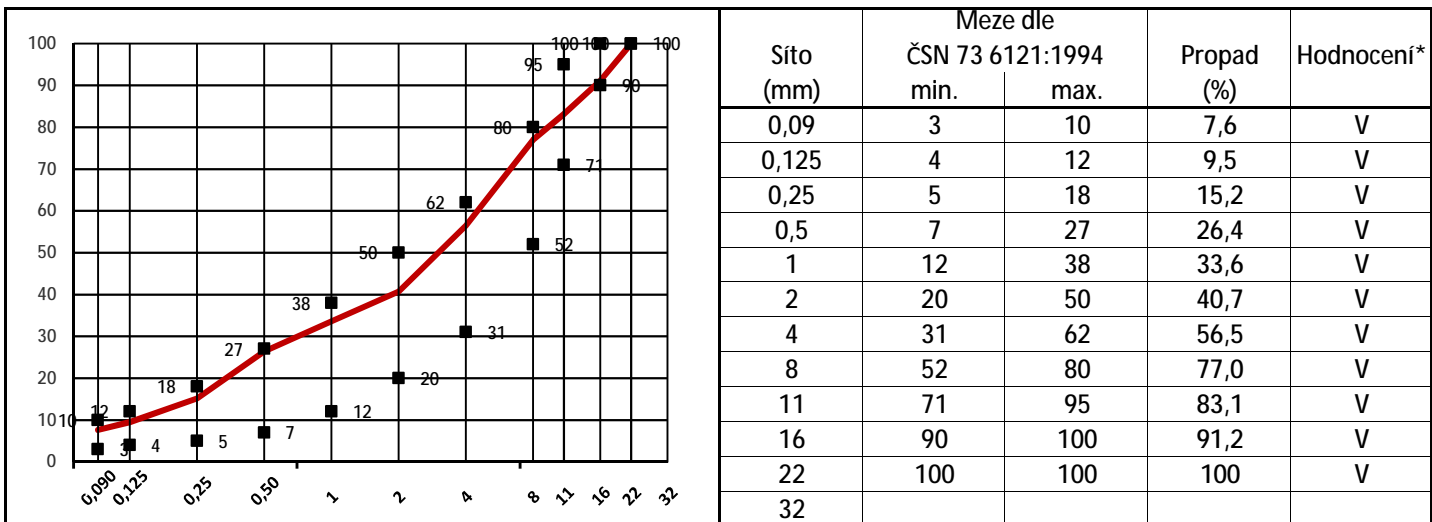 100 100 100 100
95
90 90
80 80
70 71
60 62
50 50 52
40 38
30 27 31
20 18 20
10 10 12 12
0 3 4 5 7
0,090 0,125 0,25 0,50 1 2 4 8 11 16 22 32
Meze dle
Síto ČSN 73 6121:1994 Propad Hodnocení*
(mm) min. max. (%)
0,09 3 10 7,6 V
0,125 4 12 9,5 V
0,25 5 18 15,2 V
0,5 7 27 26,4 V
1 12 38 33,6 V
2 20 50 40,7 V
4 31 62 56,5 V
8 52 80 77,0 V
11 71 95 83,1 V
16 90 100 91,2 V
22 100 100 100 V
32